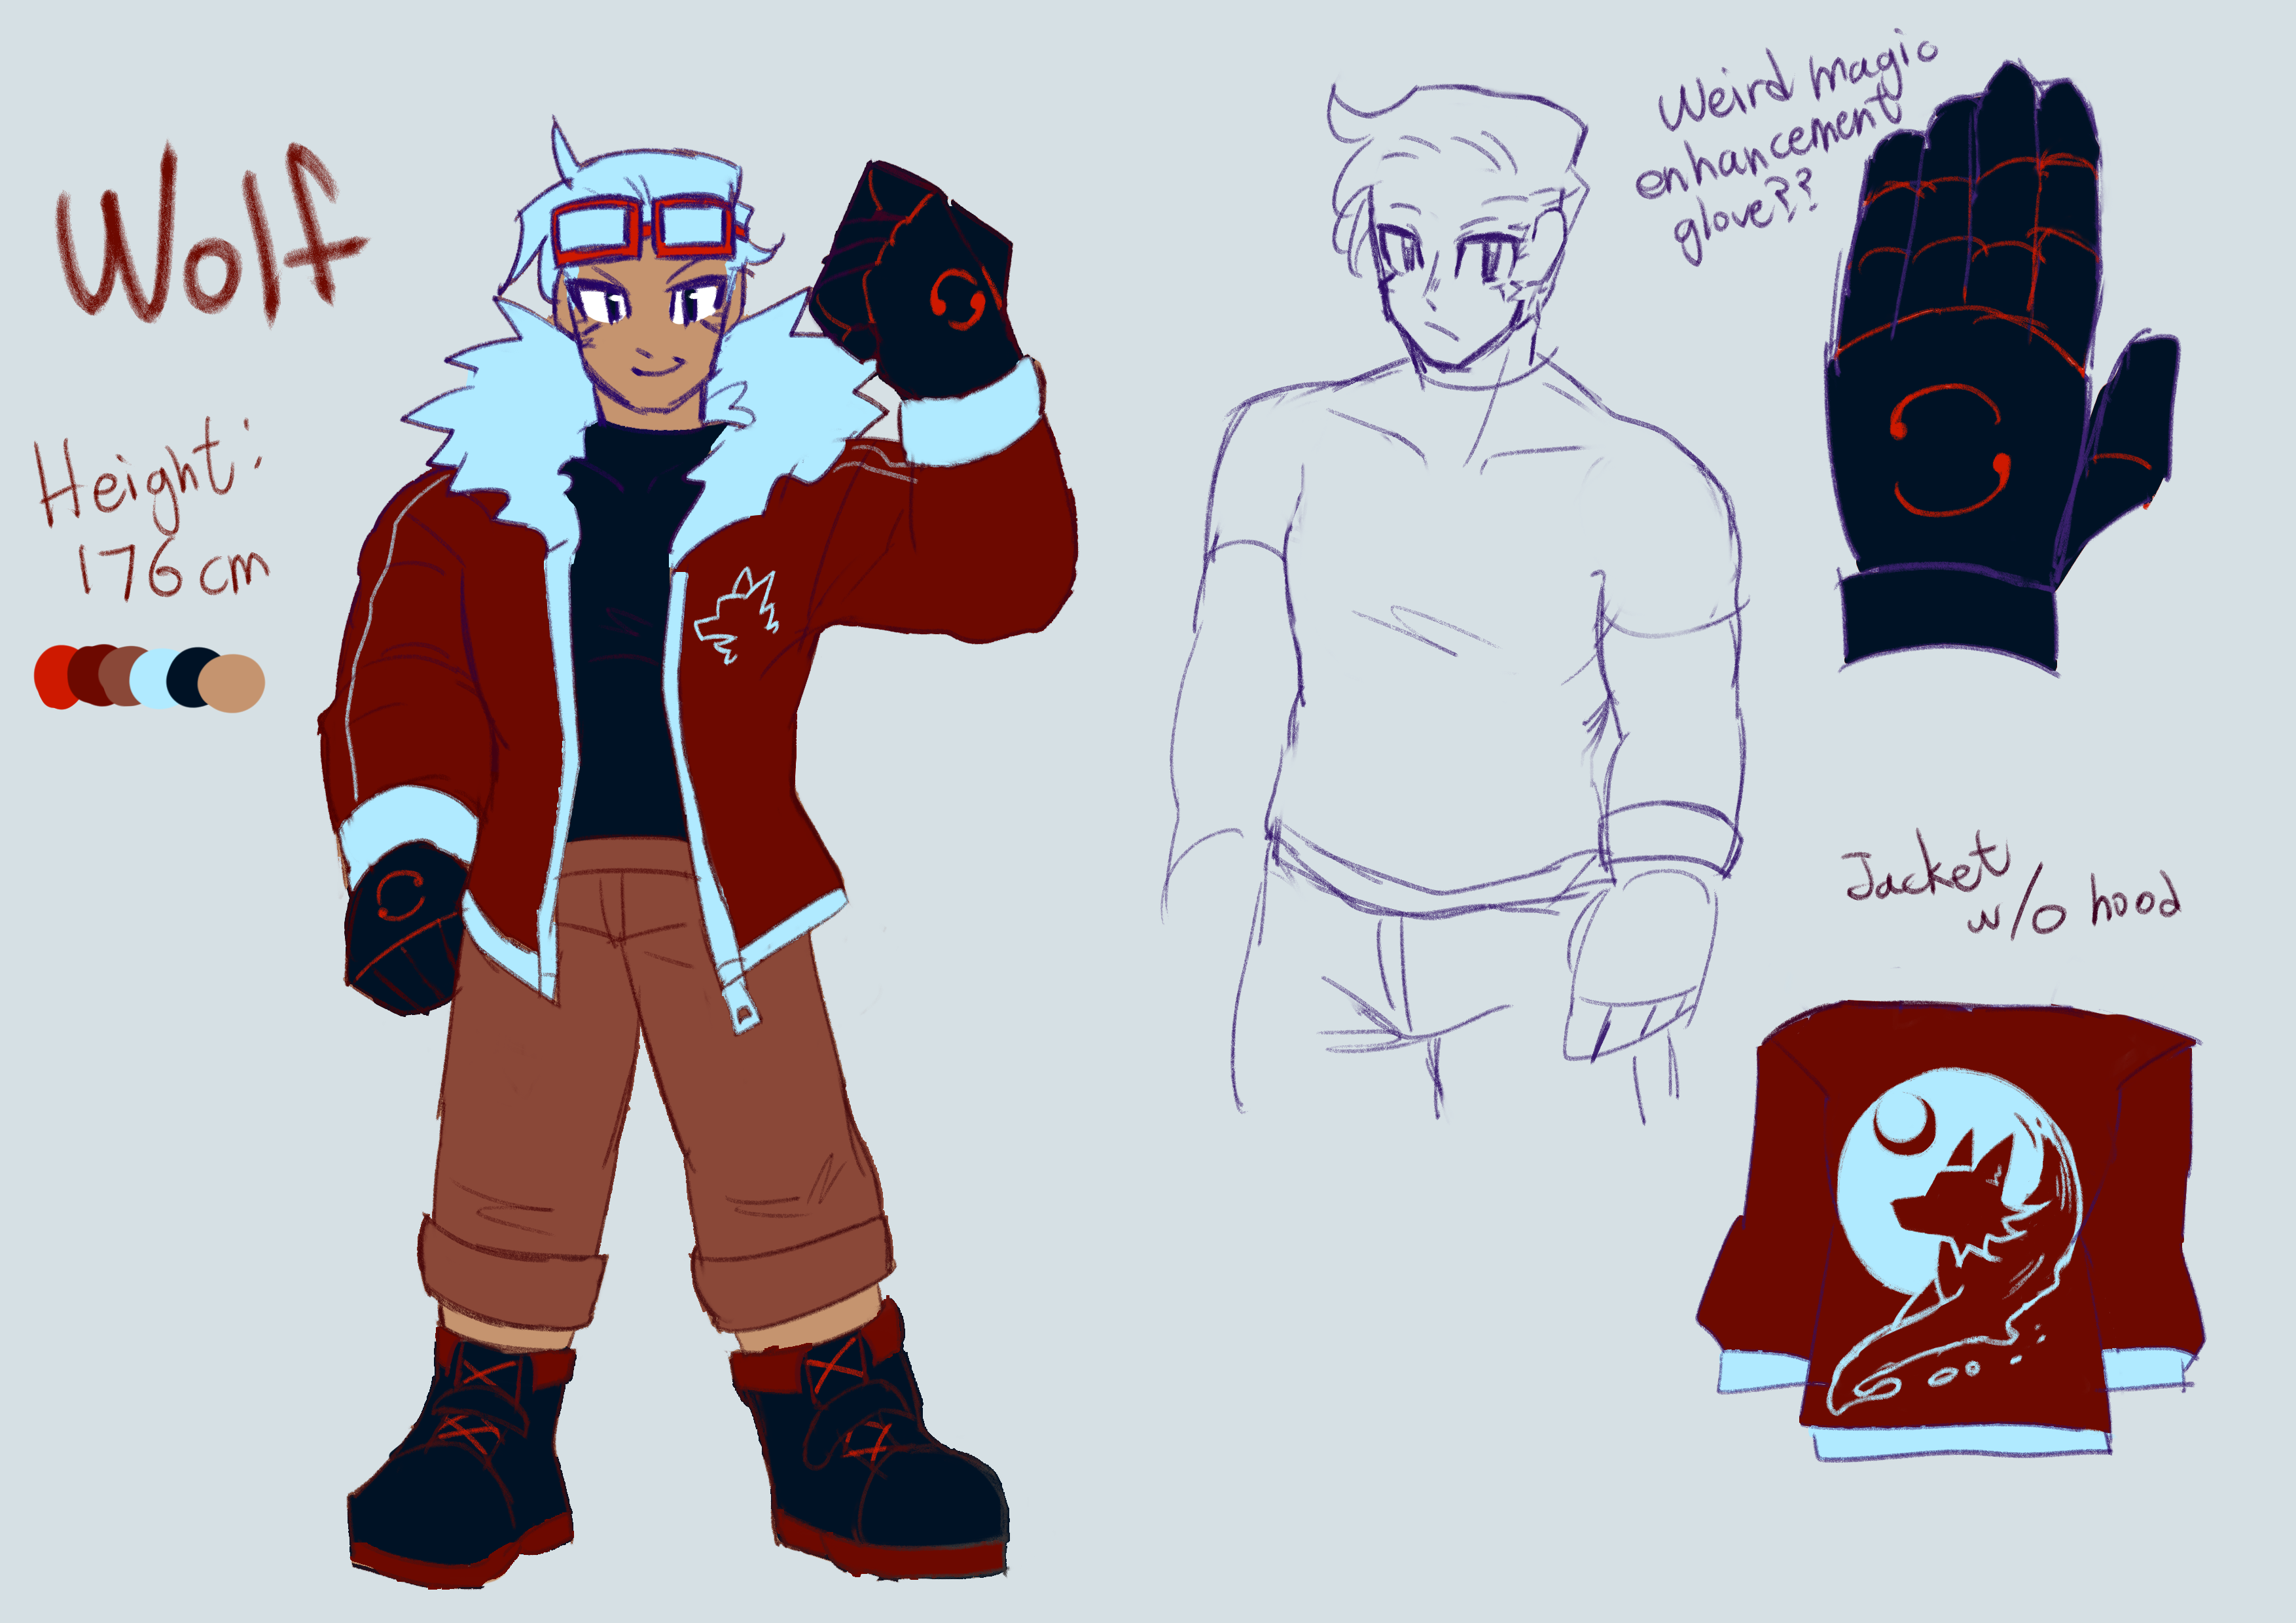 Wolf
Height:
176 cm
Weird magic
enhancement
glove??
Jacket
w/o hood